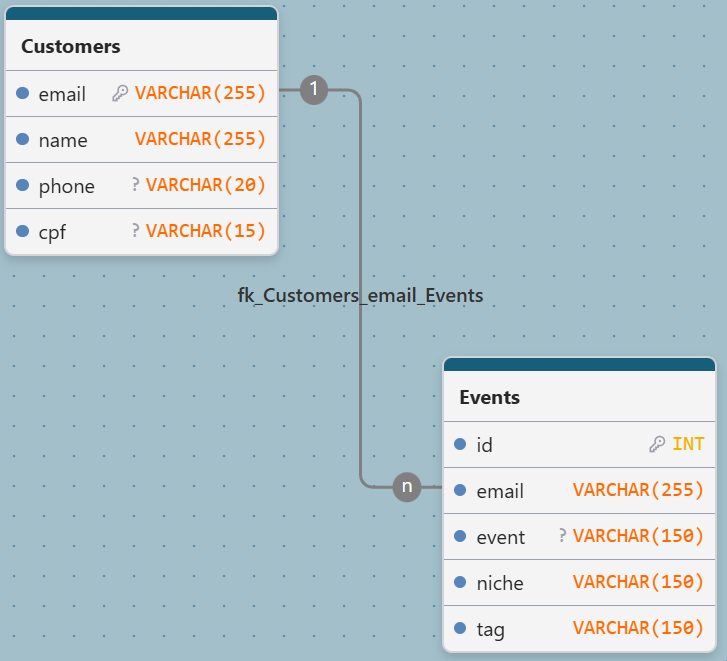 Customers
email VARCHAR(255)
name VARCHAR(255)
phone ? VARCHAR(20)
cpf ? VARCHAR(15)
1
fk_Customers_email_Events
n
Events
id INT
email VARCHAR(255)
event ? VARCHAR(150)
niche VARCHAR(150)
tag VARCHAR(150)